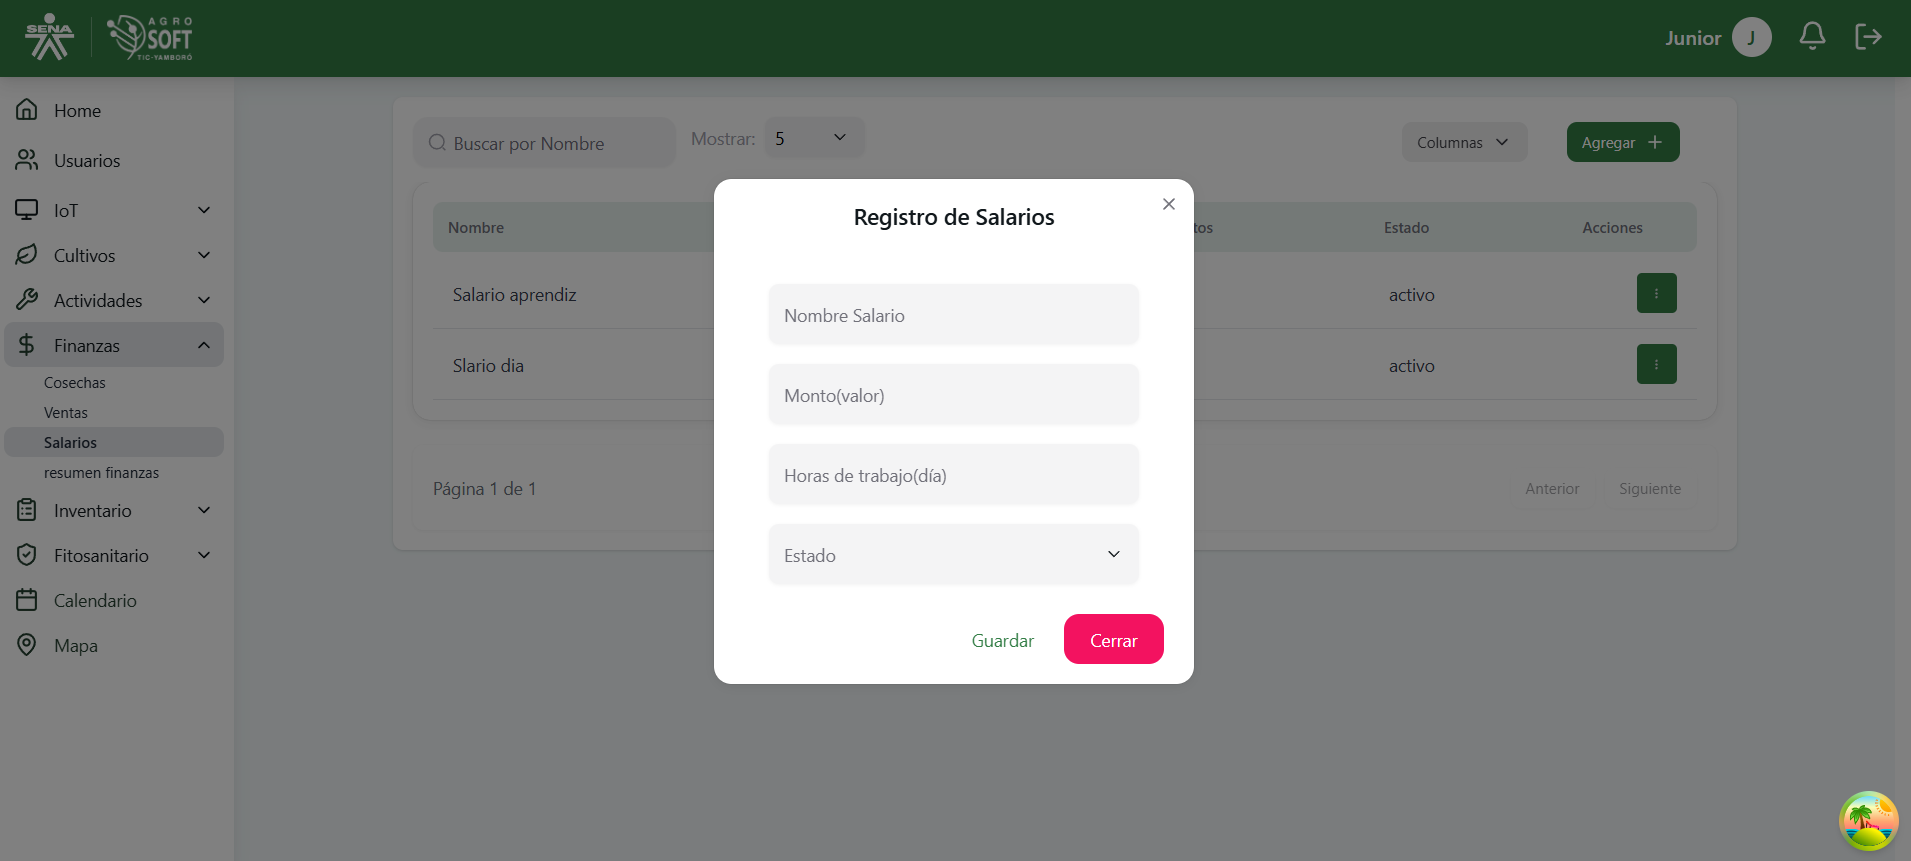 SENA
AGRO
SOFT
TIC-YAMBORÓ
Junior
J
Home
Usuarios
IoT
Cultivos
Actividades
Finanzas
Cosechas
Ventas
Salarios
resumen finanzas
Inventario
Fitosanitario
Calendario
Mapa
Buscar por Nombre
Mostrar: 5
Columnas
Agregar
Nombre
tos
Estado
Acciones
Salario aprendiz
activo
Slario dia
activo
Página 1 de 1
Anterior
Siguiente
Registro de Salarios
Nombre Salario
Monto(valor)
Horas de trabajo(día)
Estado
Guardar
Cerrar